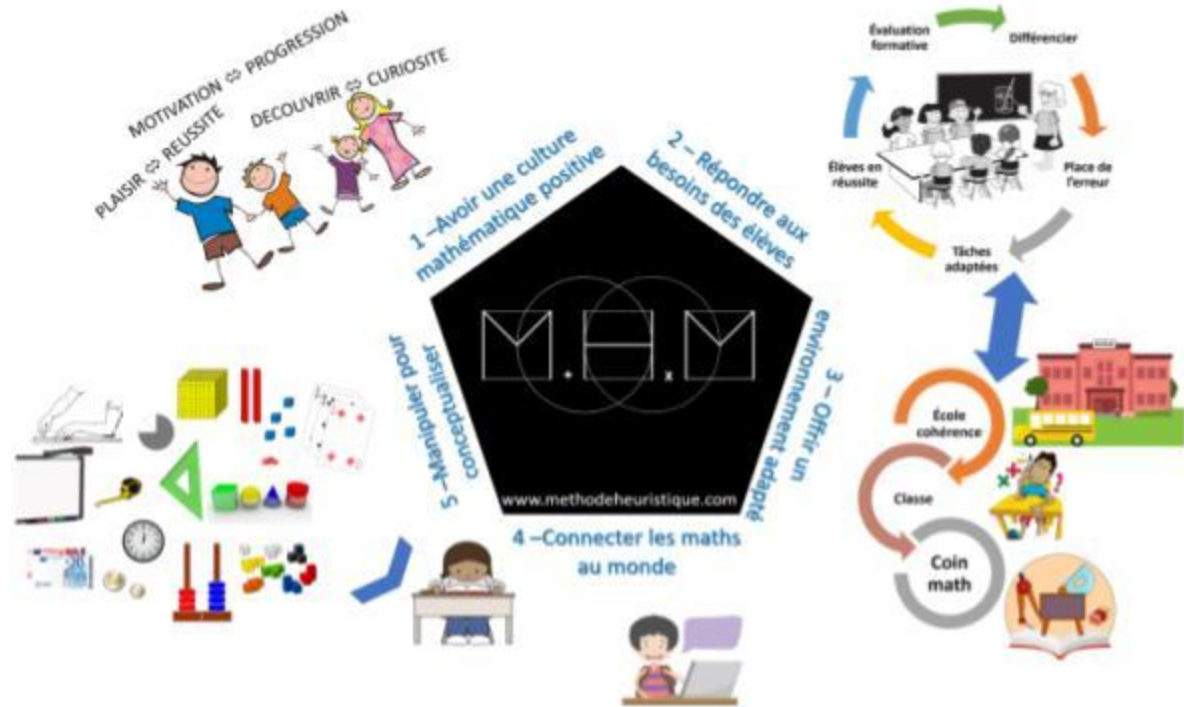 MOTIVATION ⇔ PROGRESSION
PLAISIR ⇔ REUSSITE
DECOUVRIR ⇔ CURIOSITE
1 –Avoir une culture
mathématique positive
2 – Répondre aux
besoins des élèves
3 – Offrir un
environnement adapté
4 –Connecter les maths
au monde
5 –Manipuler pour
conceptualiser
M + H x M
www.methodeheuristique.com
Évaluation
formative
Différencier
Place de
l'erreur
Tâches
adaptées
Élèves en
réussite
École
cohérence
Classe
Coin
math